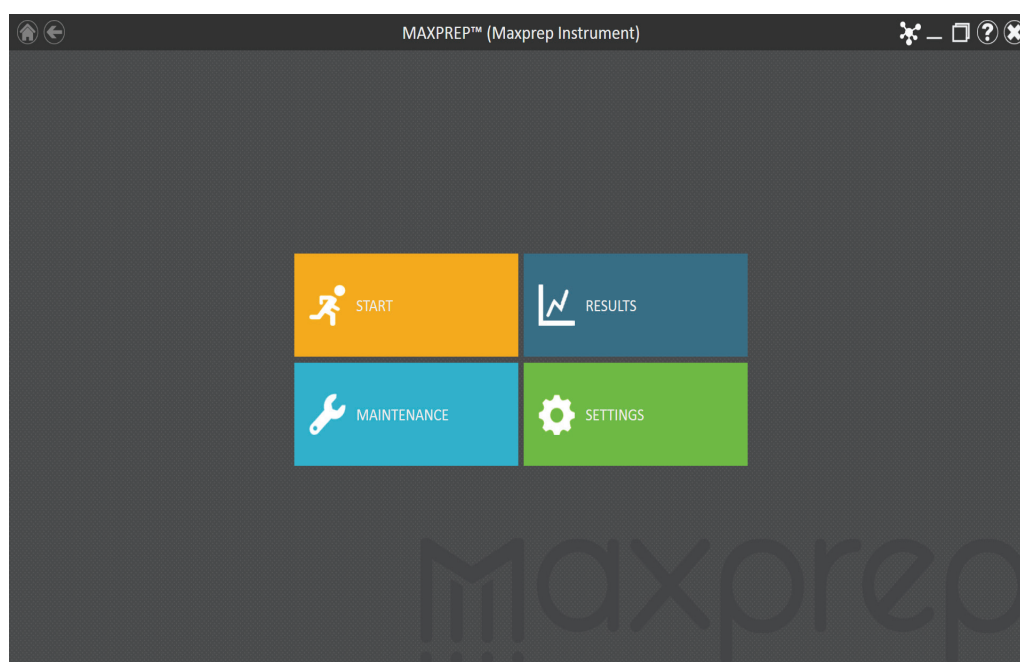 MAXPREP™ (Maxprep Instrument)
START
RESULTS
MAINTENANCE
SETTINGS
maxprep